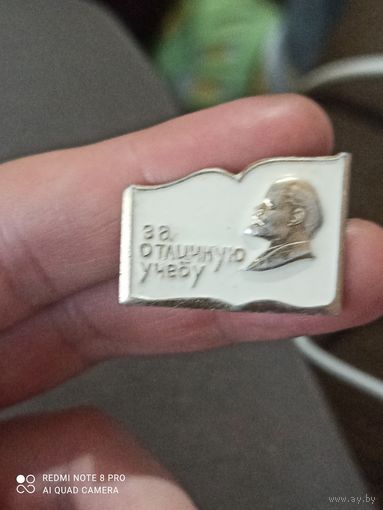 за
отличную
учебу
REDMI NOTE 8 PRO
AI QUAD CAMERA
www.ay.by